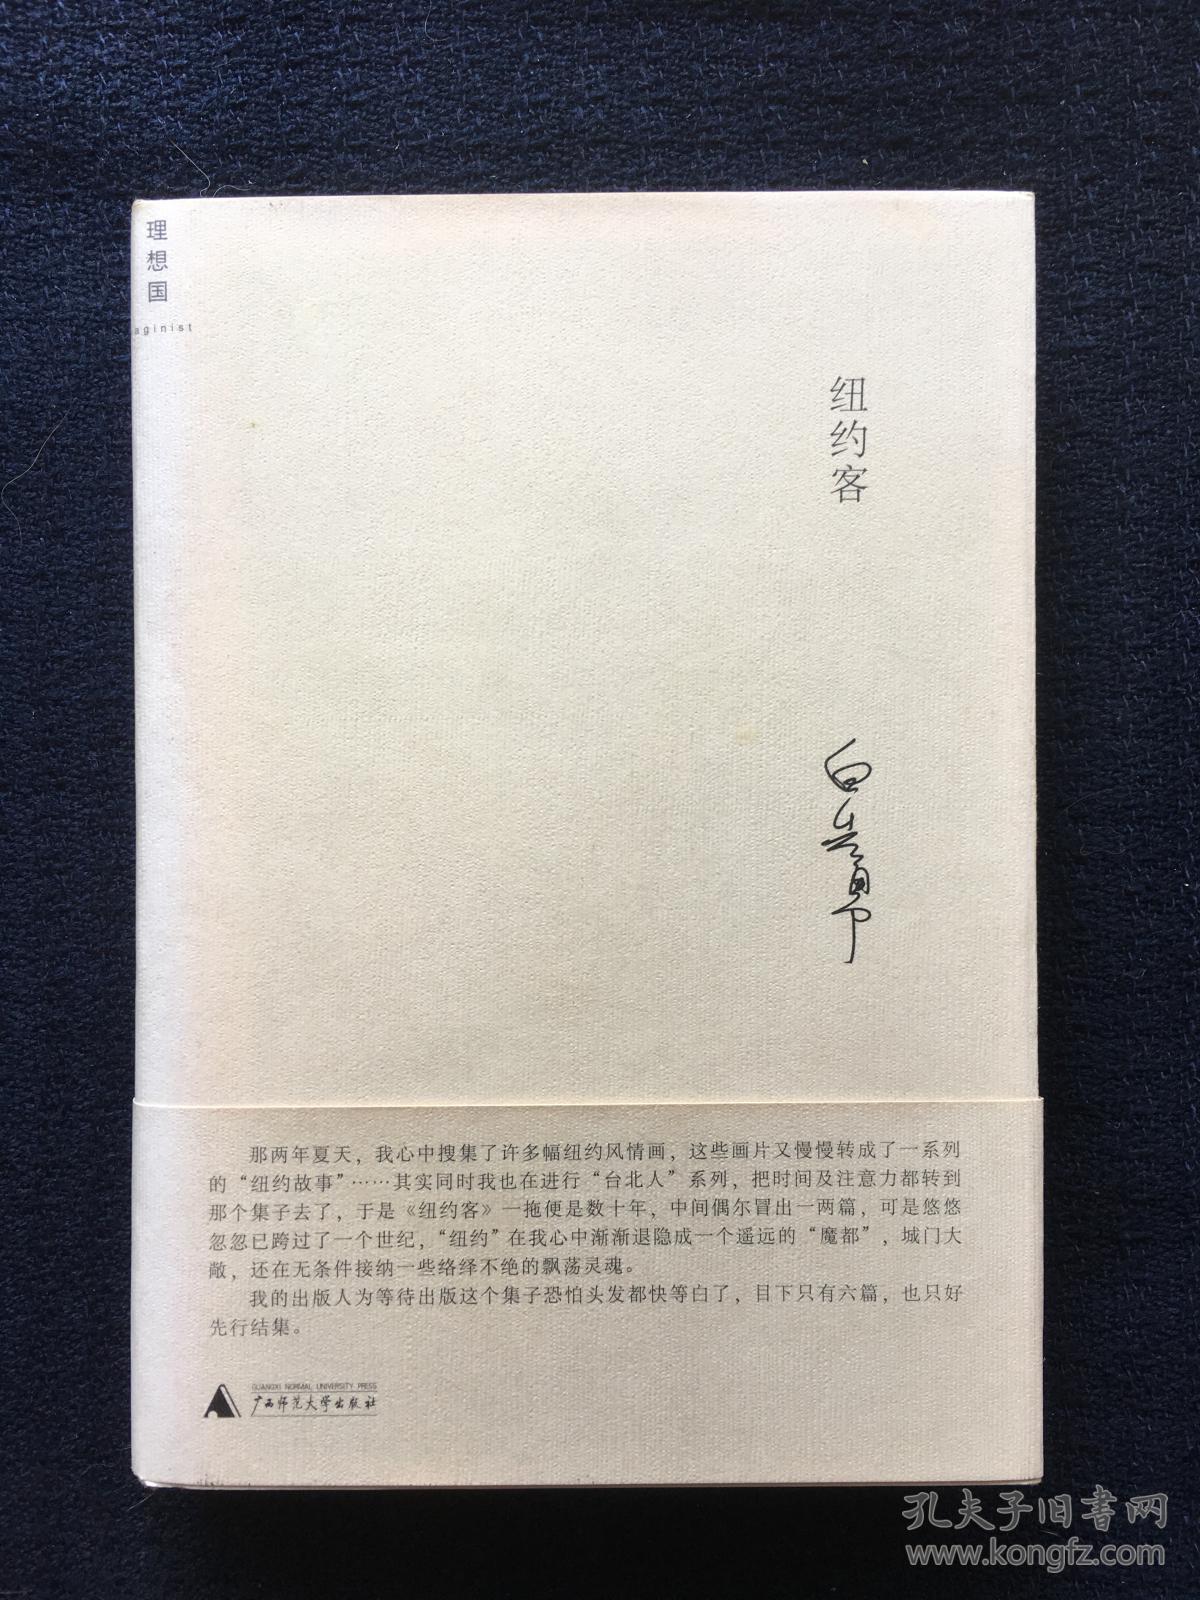 理想国
aginist
纽约客
白先勇
那两年夏天，我心中搜集了许多幅纽约风情画，这些画片又慢慢转成了一系列
的“纽约故事”……其实同时我也在进行“台北人”系列，把时间及注意力都转到
那个集子去了，于是《纽约客》一拖便是数十年，中间偶尔冒出一两篇，可是悠悠
忽忽已跨过了一个世纪，“纽约”在我心中渐渐退隐成一个遥远的“魔都”，城门大
敞，还在无条件接纳一些络绎不绝的飘荡灵魂。
我的出版人为等待出版这个集子恐怕头发都快等白了，目下只有六篇，也只好
先行结集。
GUANGXI NORMAL UNIVERSITY PRESS
广西师范大学出版社
孔夫子旧书网
www.kongfz.com